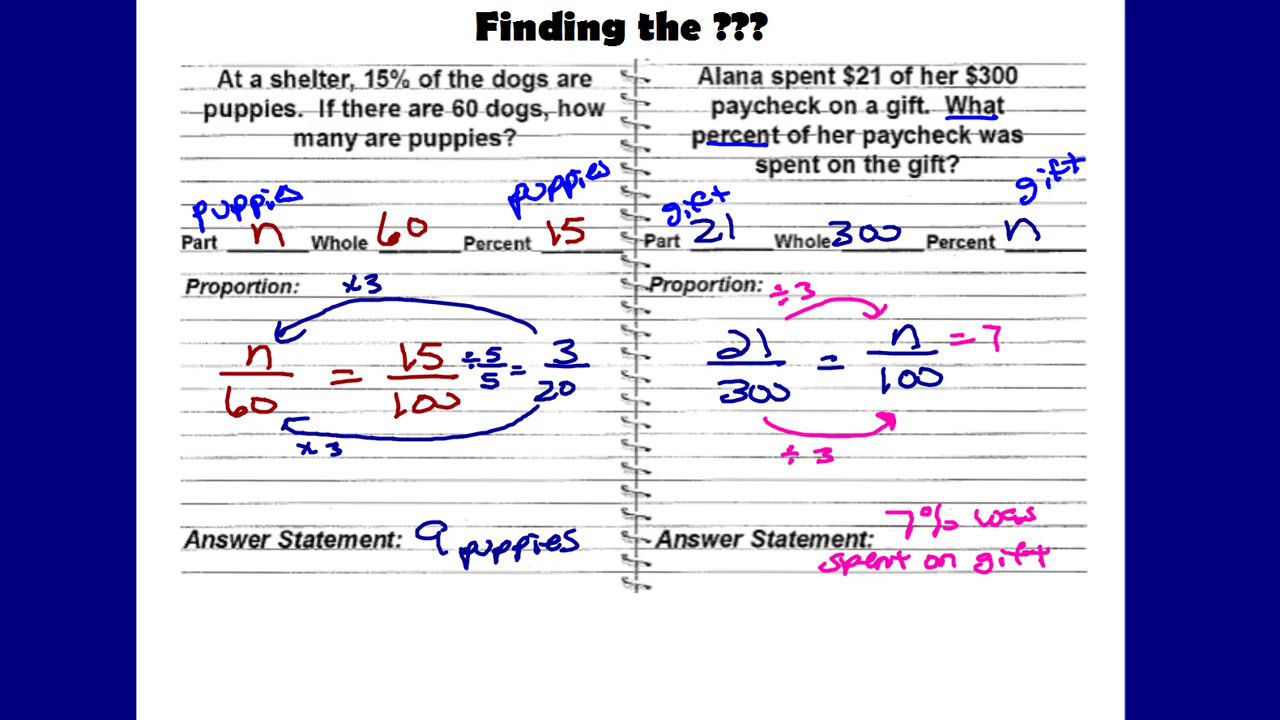 Finding the ???
At a shelter, 15% of the dogs are
puppies. If there are 60 dogs, how
many are puppies?
puppies
puppies
Part n Whole 60 Percent 15
Proportion:
x3
n/60 = 15/100 ÷5/5 = 3/20
x3
Answer Statement: 9 puppies
Alana spent $21 of her $300
paycheck on a gift. What
percent of her paycheck was
spent on the gift?
gift
gift
Part 21 Whole 300 Percent n
Proportion:
÷3
21/300 = n/100 = 7
÷3
7% was
Answer Statement:
spent on gift